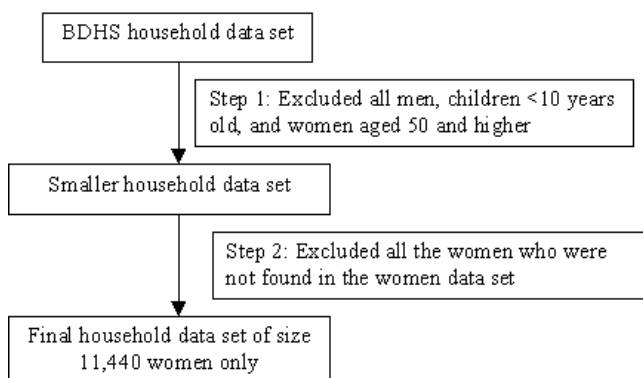 BDHS household data set
Step 1: Excluded all men, children <10 years
old, and women aged 50 and higher
Smaller household data set
Step 2: Excluded all the women who were
not found in the women data set
Final household data set of size
11,440 women only